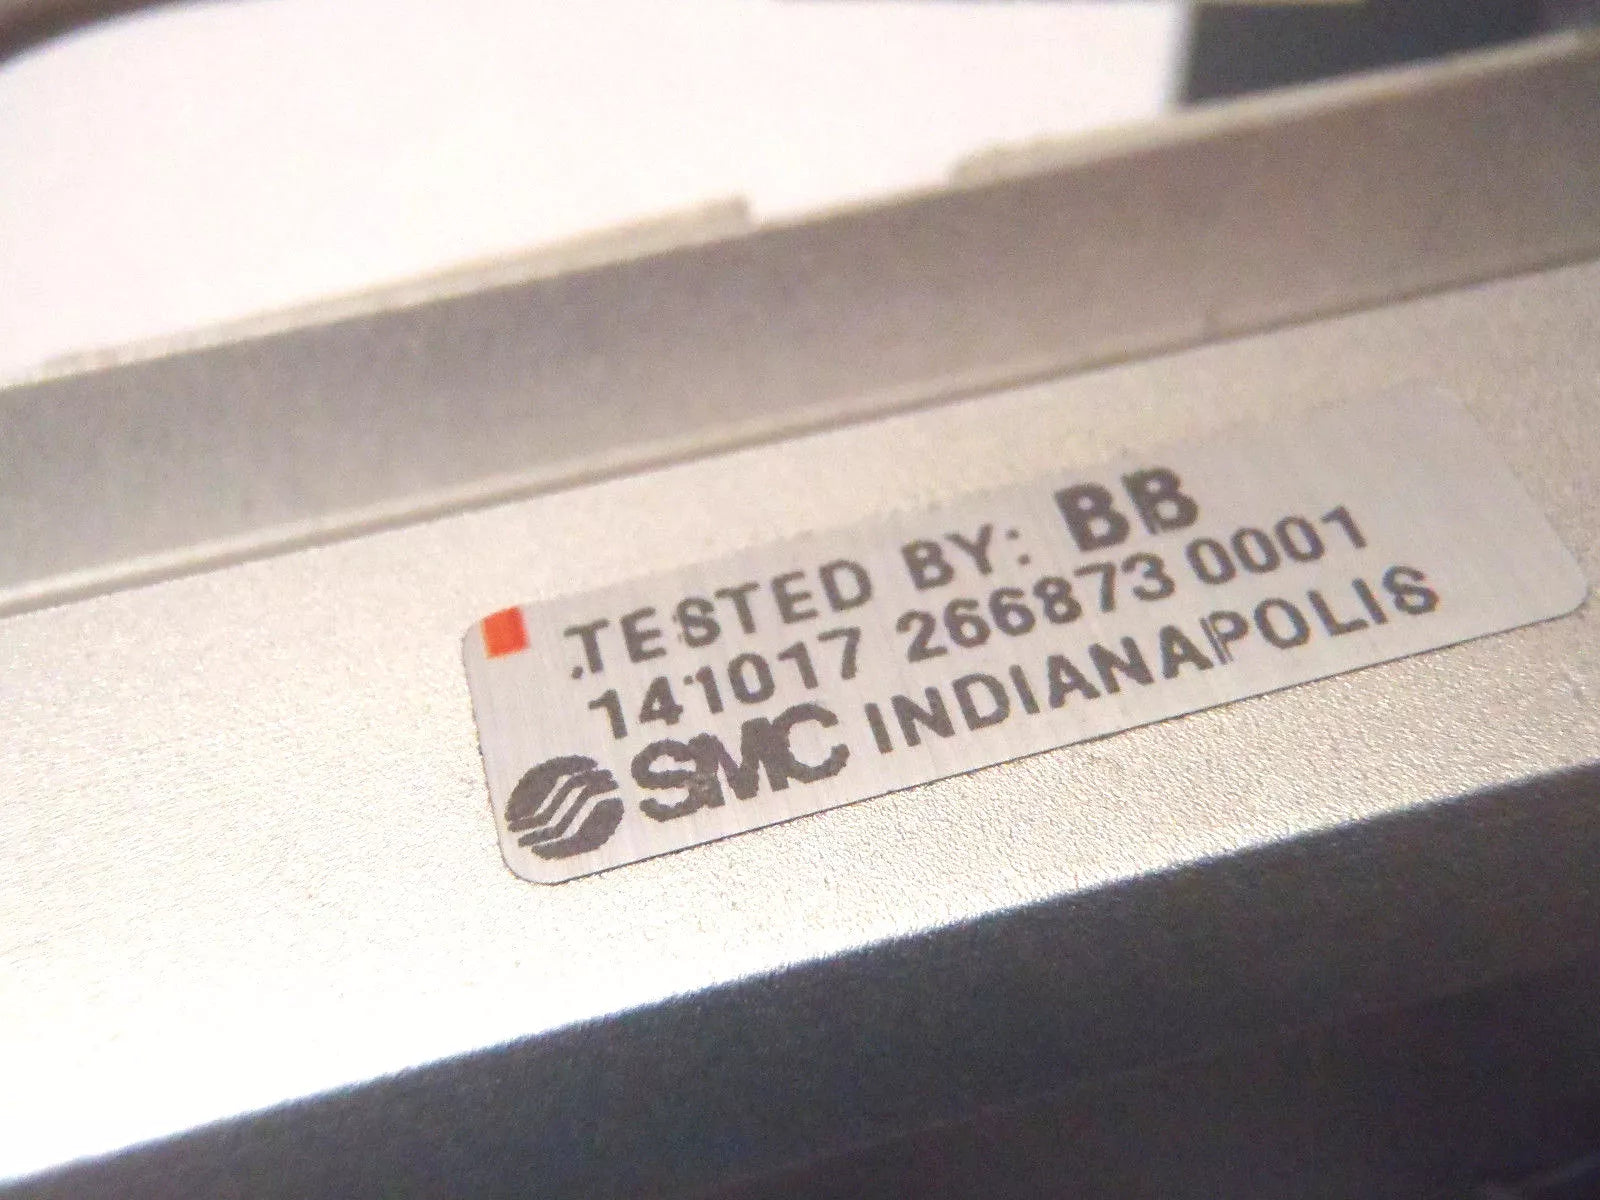 TESTED BY: BB
141017 266873 0001
SMC INDIANAPOLIS